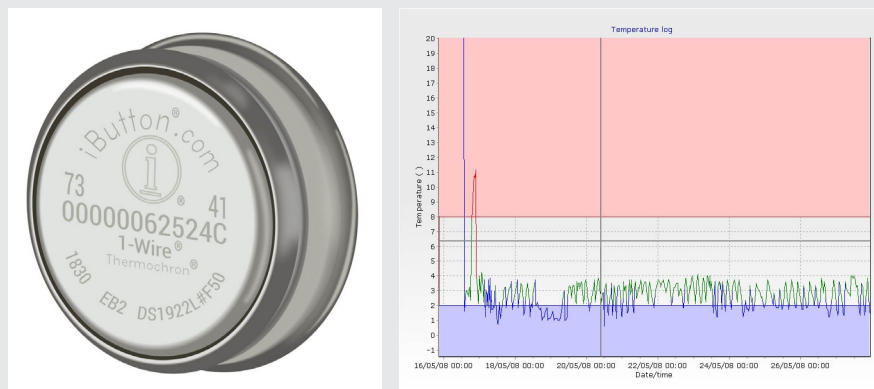 iButton.com®
i
®
73
41
00000062524C
1-Wire®
Thermochron®
1830 EB2 DS1922L#F50
Temperature log
Temperature ( )
20
19
18
17
16
15
14
13
12
11
10
9
8
7
6
5
4
3
2
1
0
-1
16/05/08 00:00 18/05/08 00:00 20/05/08 00:00 22/05/08 00:00 24/05/08 00:00 26/05/08 00:00
Date/time